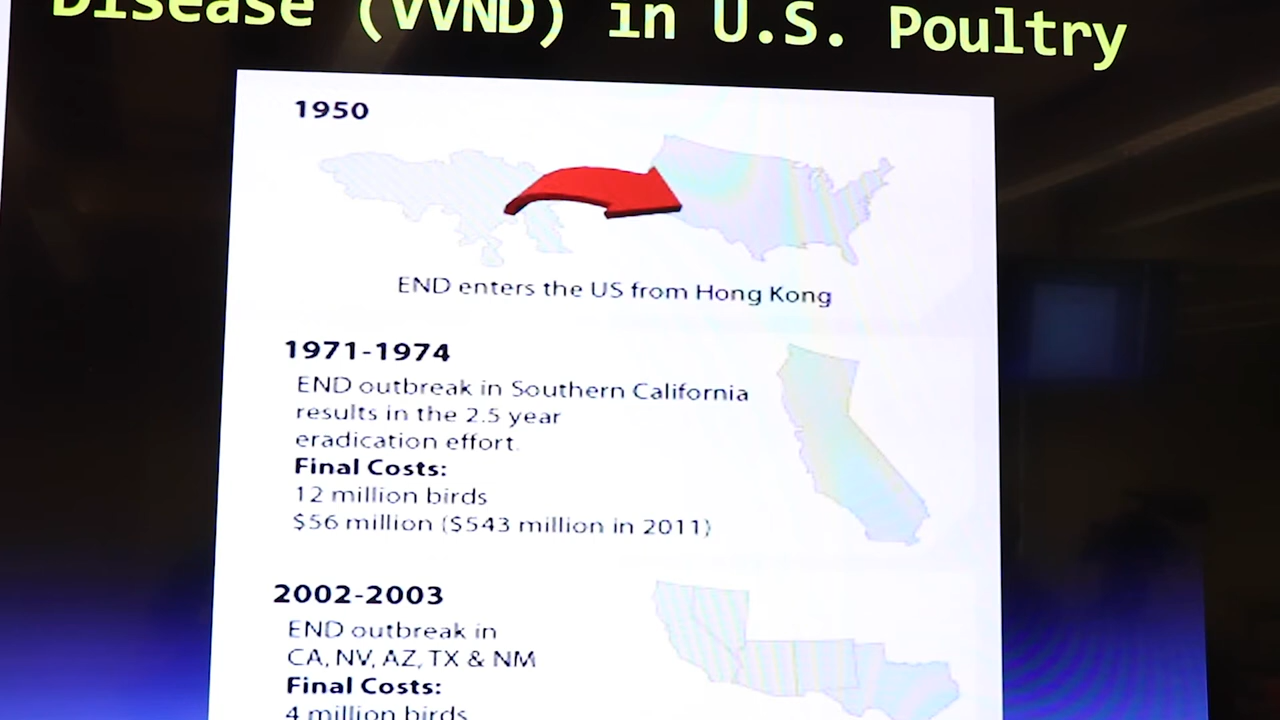 Disease (VVND) in U.S. Poultry
1950
END enters the US from Hong Kong
1971-1974
END outbreak in Southern California
results in the 2.5 year
eradication effort.
Final Costs:
12 million birds
$56 million ($543 million in 2011)
2002-2003
END outbreak in
CA, NV, AZ, TX & NM
Final Costs:
4 million birds